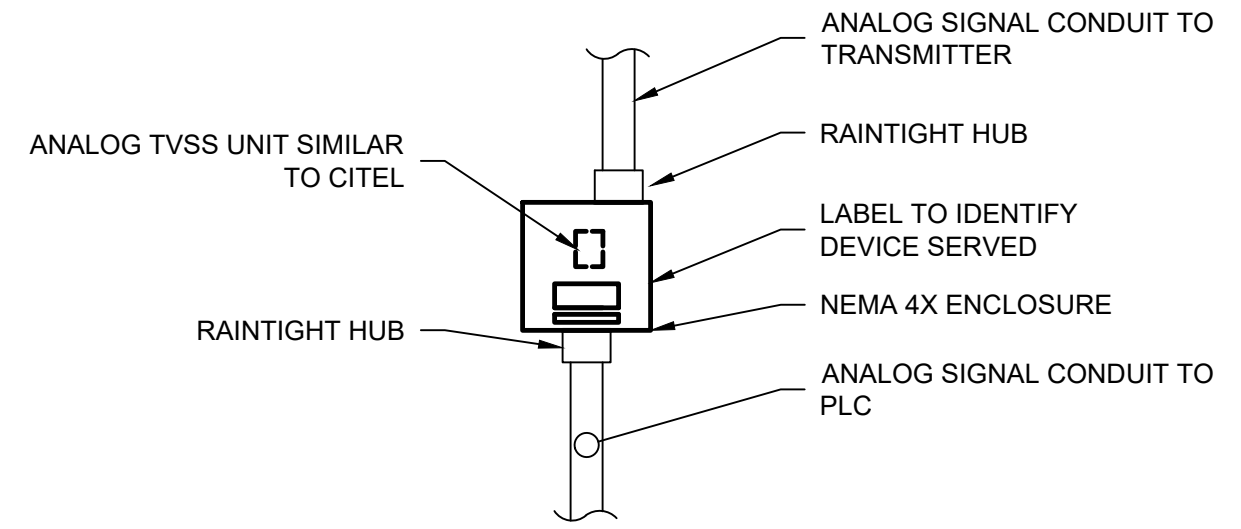 ANALOG SIGNAL CONDUIT TO
TRANSMITTER
ANALOG TVSS UNIT SIMILAR
TO CITEL
RAINTIGHT HUB
LABEL TO IDENTIFY
DEVICE SERVED
NEMA 4X ENCLOSURE
RAINTIGHT HUB
ANALOG SIGNAL CONDUIT TO
PLC